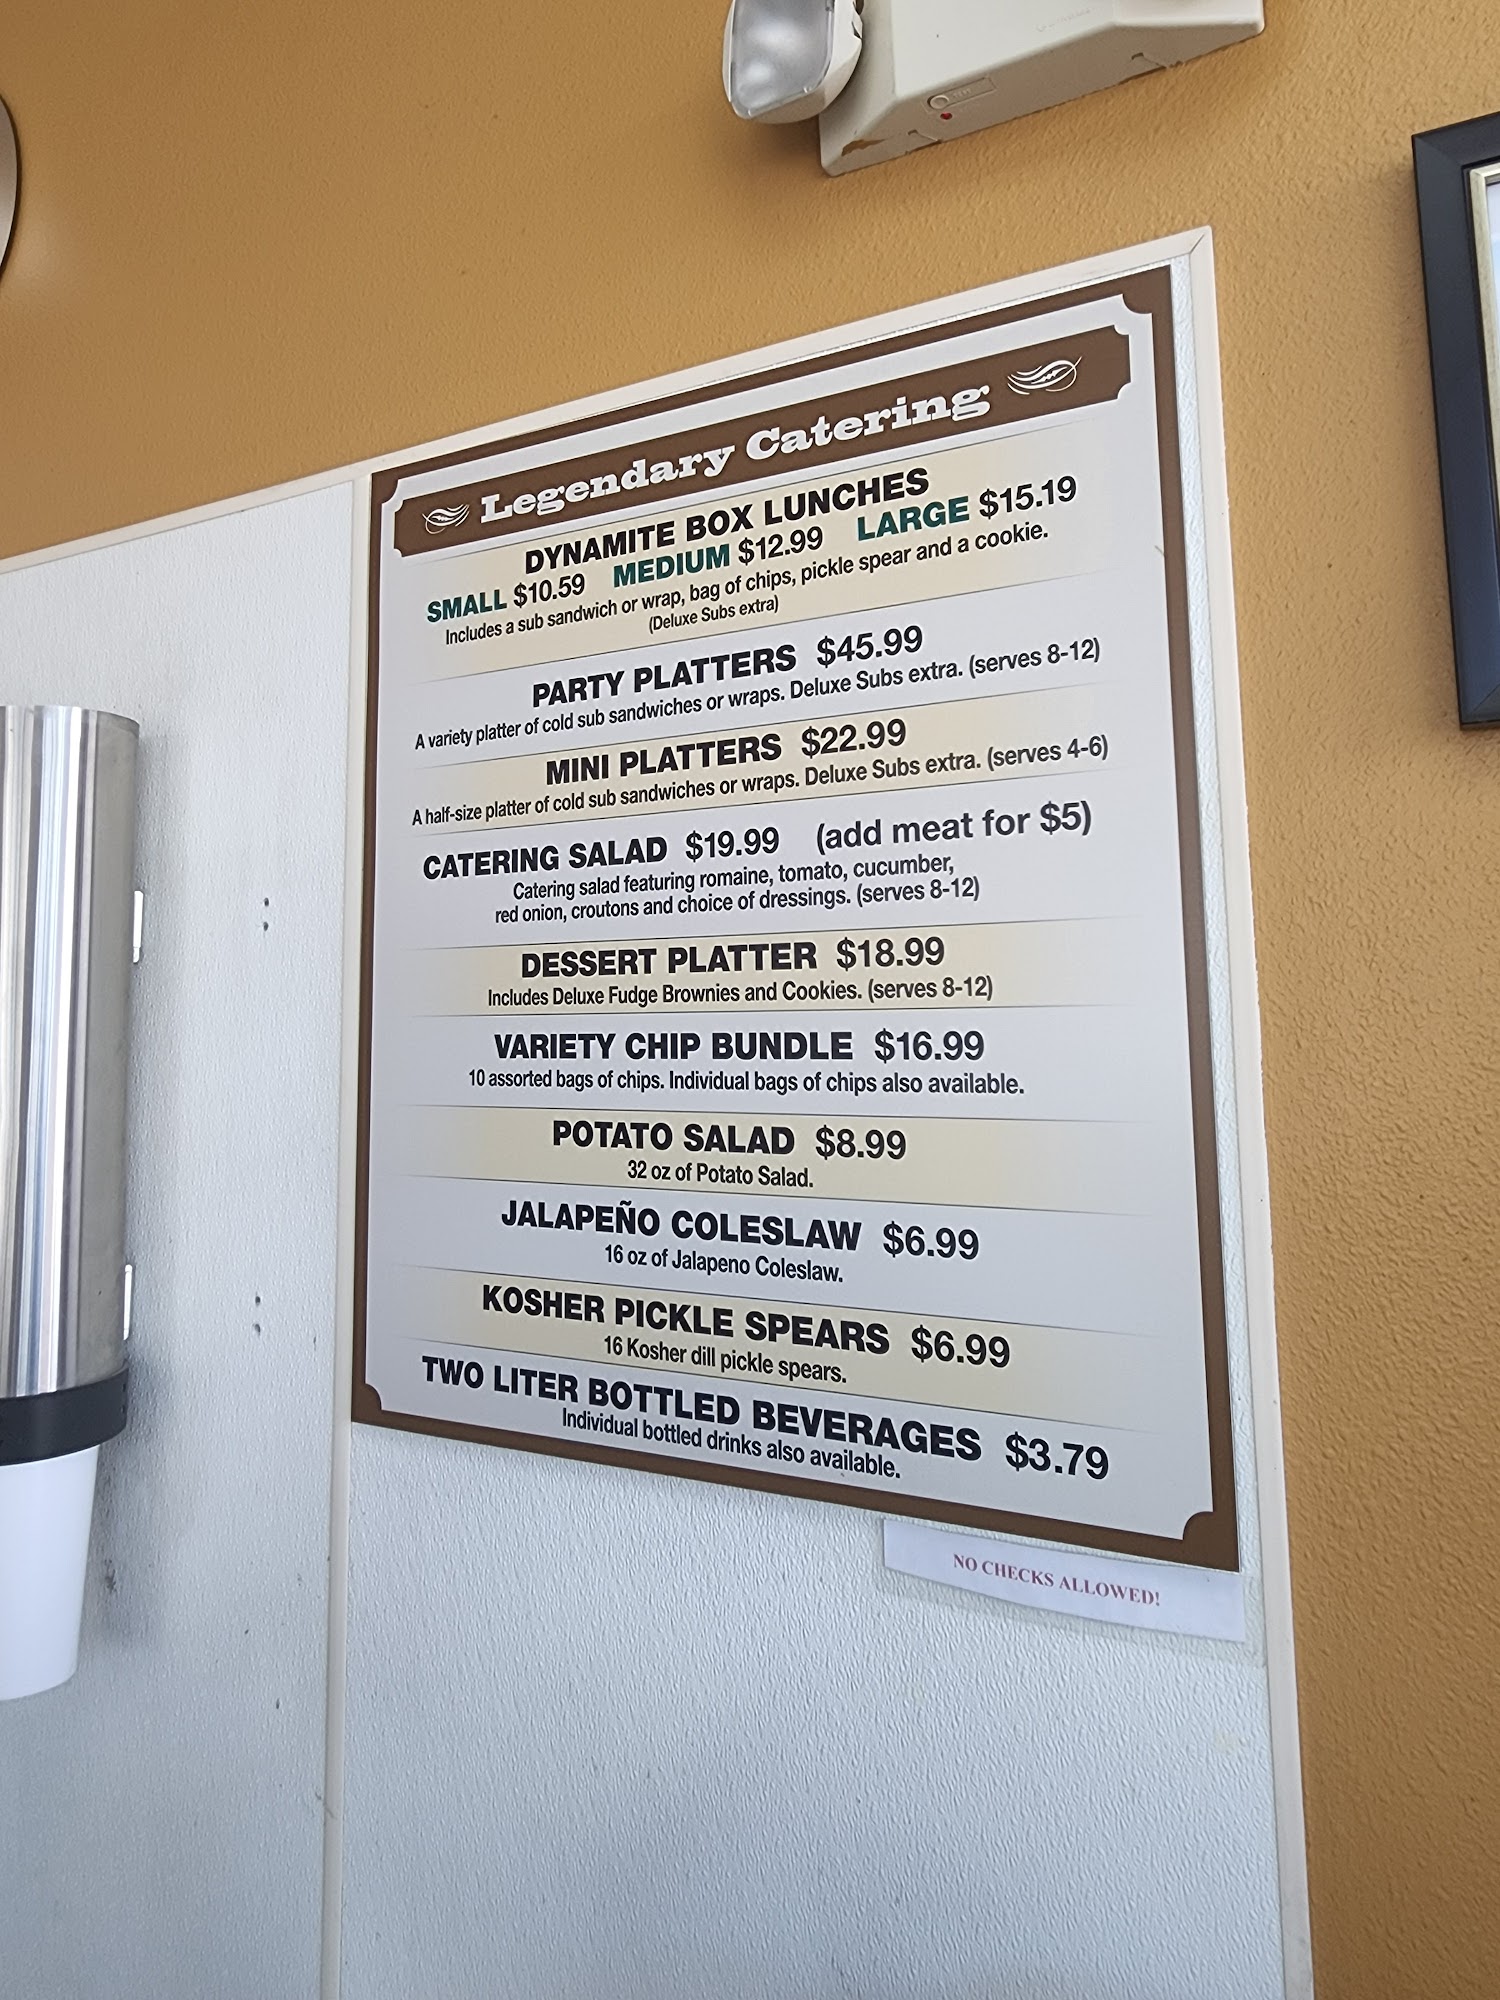 Legendary Catering
DYNAMITE BOX LUNCHES
SMALL $10.59 MEDIUM $12.99 LARGE $15.19
Includes a sub sandwich or wrap, bag of chips, pickle spear and a cookie.
(Deluxe Subs extra)
PARTY PLATTERS $45.99
A variety platter of cold sub sandwiches or wraps. Deluxe Subs extra. (serves 8-12)
MINI PLATTERS $22.99
A half-size platter of cold sub sandwiches or wraps. Deluxe Subs extra. (serves 4-6)
CATERING SALAD $19.99 (add meat for $5)
Catering salad featuring romaine, tomato, cucumber,
red onion, croutons and choice of dressings. (serves 8-12)
DESSERT PLATTER $18.99
Includes Deluxe Fudge Brownies and Cookies. (serves 8-12)
VARIETY CHIP BUNDLE $16.99
10 assorted bags of chips. Individual bags of chips also available.
POTATO SALAD $8.99
32 oz of Potato Salad.
JALAPEÑO COLESLAW $6.99
16 oz of Jalapeno Coleslaw.
KOSHER PICKLE SPEARS $6.99
16 Kosher dill pickle spears.
TWO LITER BOTTLED BEVERAGES $3.79
Individual bottled drinks also available.
NO CHECKS ALLOWED!